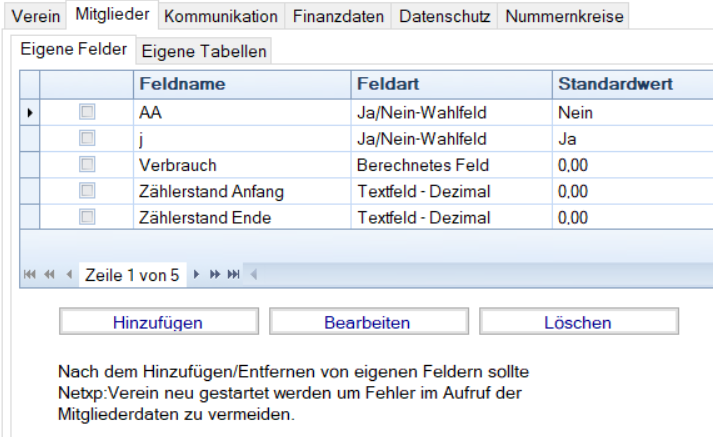 Verein Mitglieder Kommunikation Finanzdaten Datenschutz Nummernkreise
Eigene Felder Eigene Tabellen
Feldname Feldart Standardwert
AA Ja/Nein-Wahlfeld Nein
j Ja/Nein-Wahlfeld Ja
Verbrauch Berechnetes Feld 0,00
Zählerstand Anfang Textfeld - Dezimal 0,00
Zählerstand Ende Textfeld - Dezimal 0,00
Zeile 1 von 5
Hinzufügen Bearbeiten Löschen
Nach dem Hinzufügen/Entfernen von eigenen Feldern sollte
Netxp:Verein neu gestartet werden um Fehler im Aufruf der
Mitgliederdaten zu vermeiden.